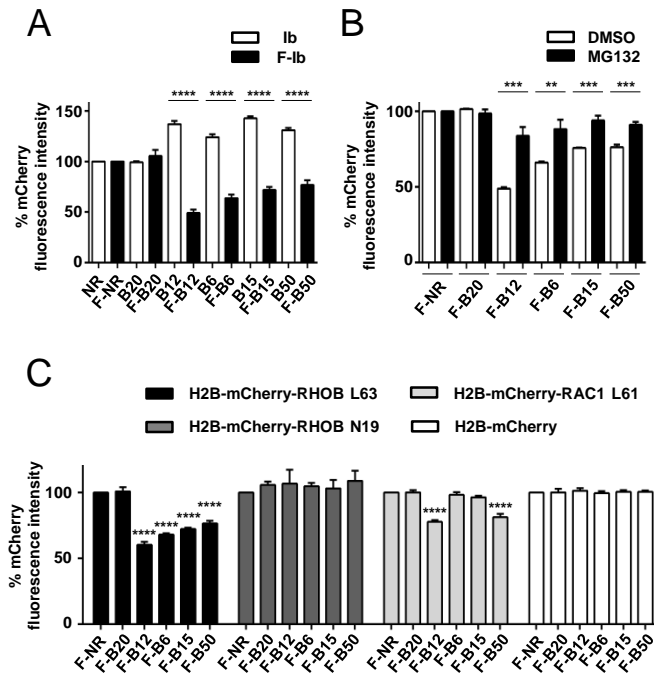 A
Ib
F-Ib
**** **** **** ****
% mCherry
fluorescence intensity
150
100
50
0
NR F-NR B20 F-B20 B12 F-B12 B6 F-B6 B15 F-B15 B50 F-B50
B
DMSO
MG132
*** ** *** ***
% mCherry
fluorescence intensity
100
50
0
F-NR F-B20 F-B12 F-B6 F-B15 F-B50
C
H2B-mCherry-RHOB L63 H2B-mCherry-RAC1 L61
H2B-mCherry-RHOB N19 H2B-mCherry
% mCherry
fluorescence intensity
100
50
0
**** **** **** **** **** ****
F-NR F-B20 F-B12 F-B6 F-B15 F-B50 F-NR F-B20 F-B12 F-B6 F-B15 F-B50 F-NR F-B20 F-B12 F-B6 F-B15 F-B50 F-NR F-B20 F-B12 F-B6 F-B15 F-B50